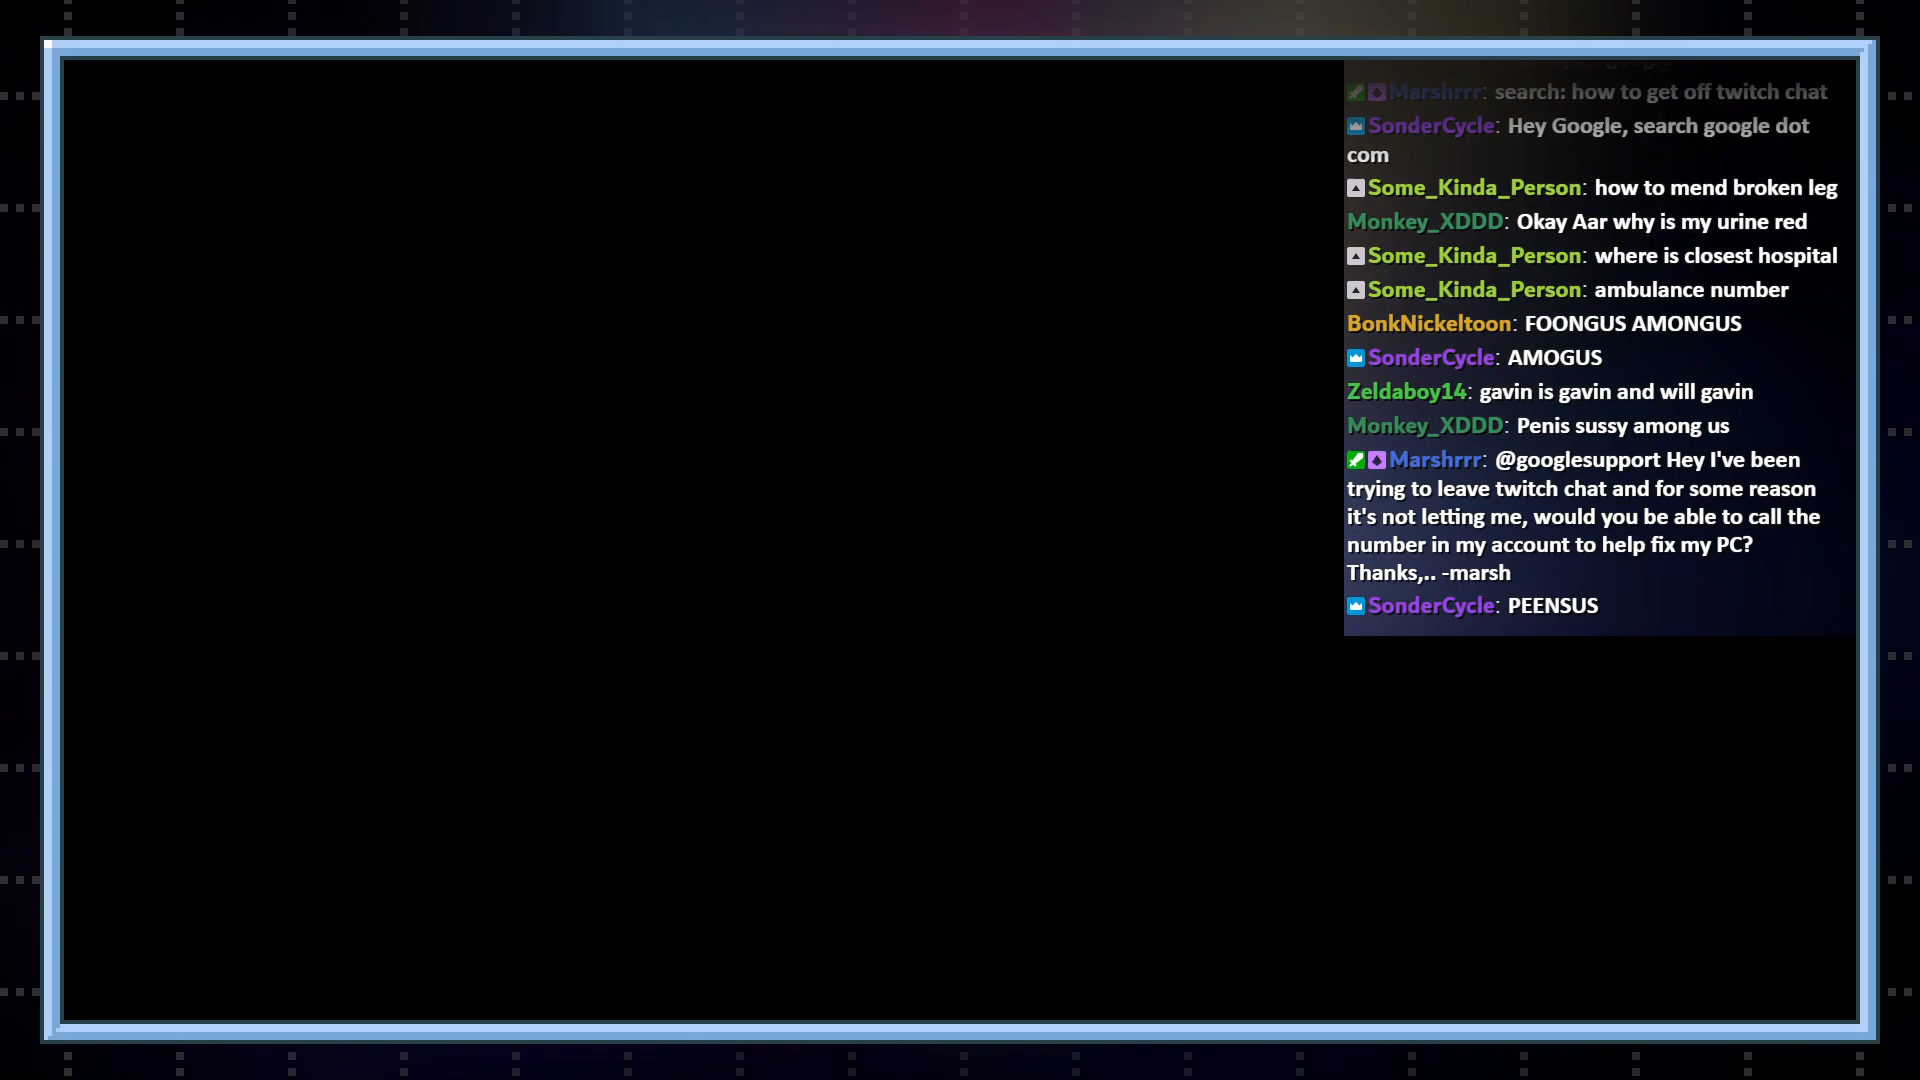 Marshrrr: search: how to get off twitch chat
SonderCycle: Hey Google, search google dot
com
Some_Kinda_Person: how to mend broken leg
Monkey_XDDD: Okay Aar why is my urine red
Some_Kinda_Person: where is closest hospital
Some_Kinda_Person: ambulance number
BonkNickeltoon: FOONGUS AMONGUS
SonderCycle: AMOGUS
Zeldaboy14: gavin is gavin and will gavin
Monkey_XDDD: Penis sussy among us
Marshrrr: @googlesupport Hey I've been
trying to leave twitch chat and for some reason
it's not letting me, would you be able to call the
number in my account to help fix my PC?
Thanks,.. -marsh
SonderCycle: PEENSUS